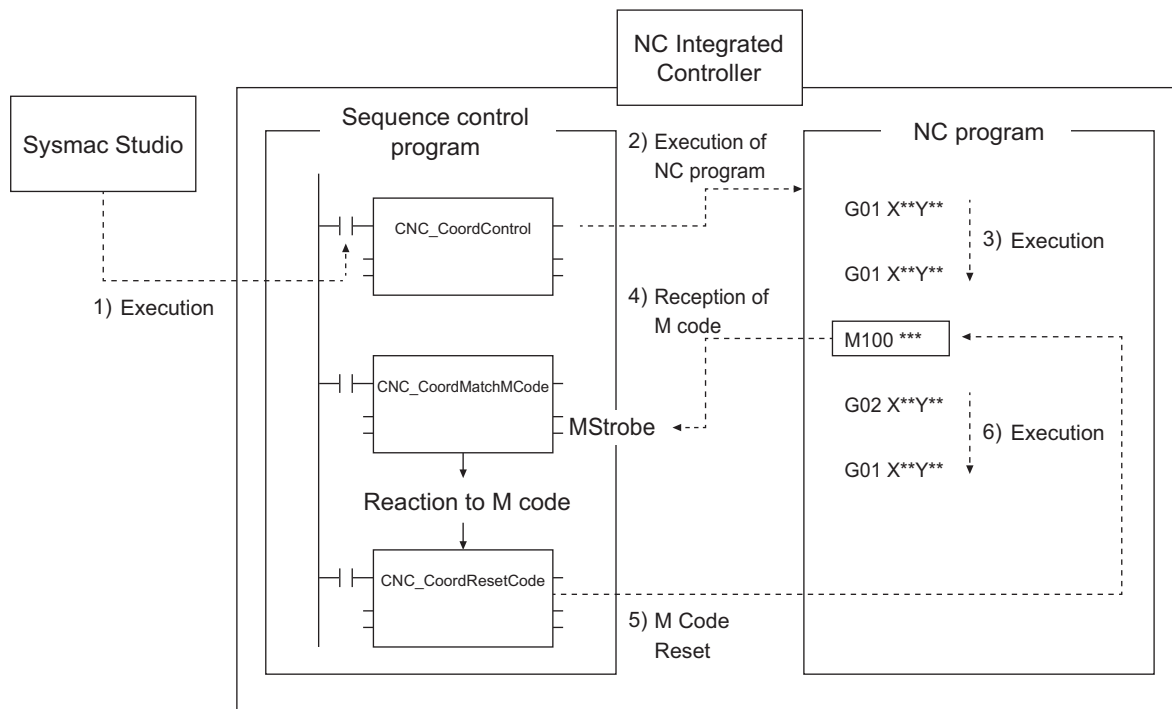 NC Integrated
Controller
Sysmac Studio
Sequence control
program
2) Execution of
NC program
NC program
CNC_CoordControl
G01 X**Y**
3) Execution
G01 X**Y**
1) Execution
4) Reception of
M code
M100 ***
CNC_CoordMatchMCode
MStrobe
G02 X**Y**
6) Execution
G01 X**Y**
Reaction to M code
CNC_CoordResetCode
5) M Code
Reset